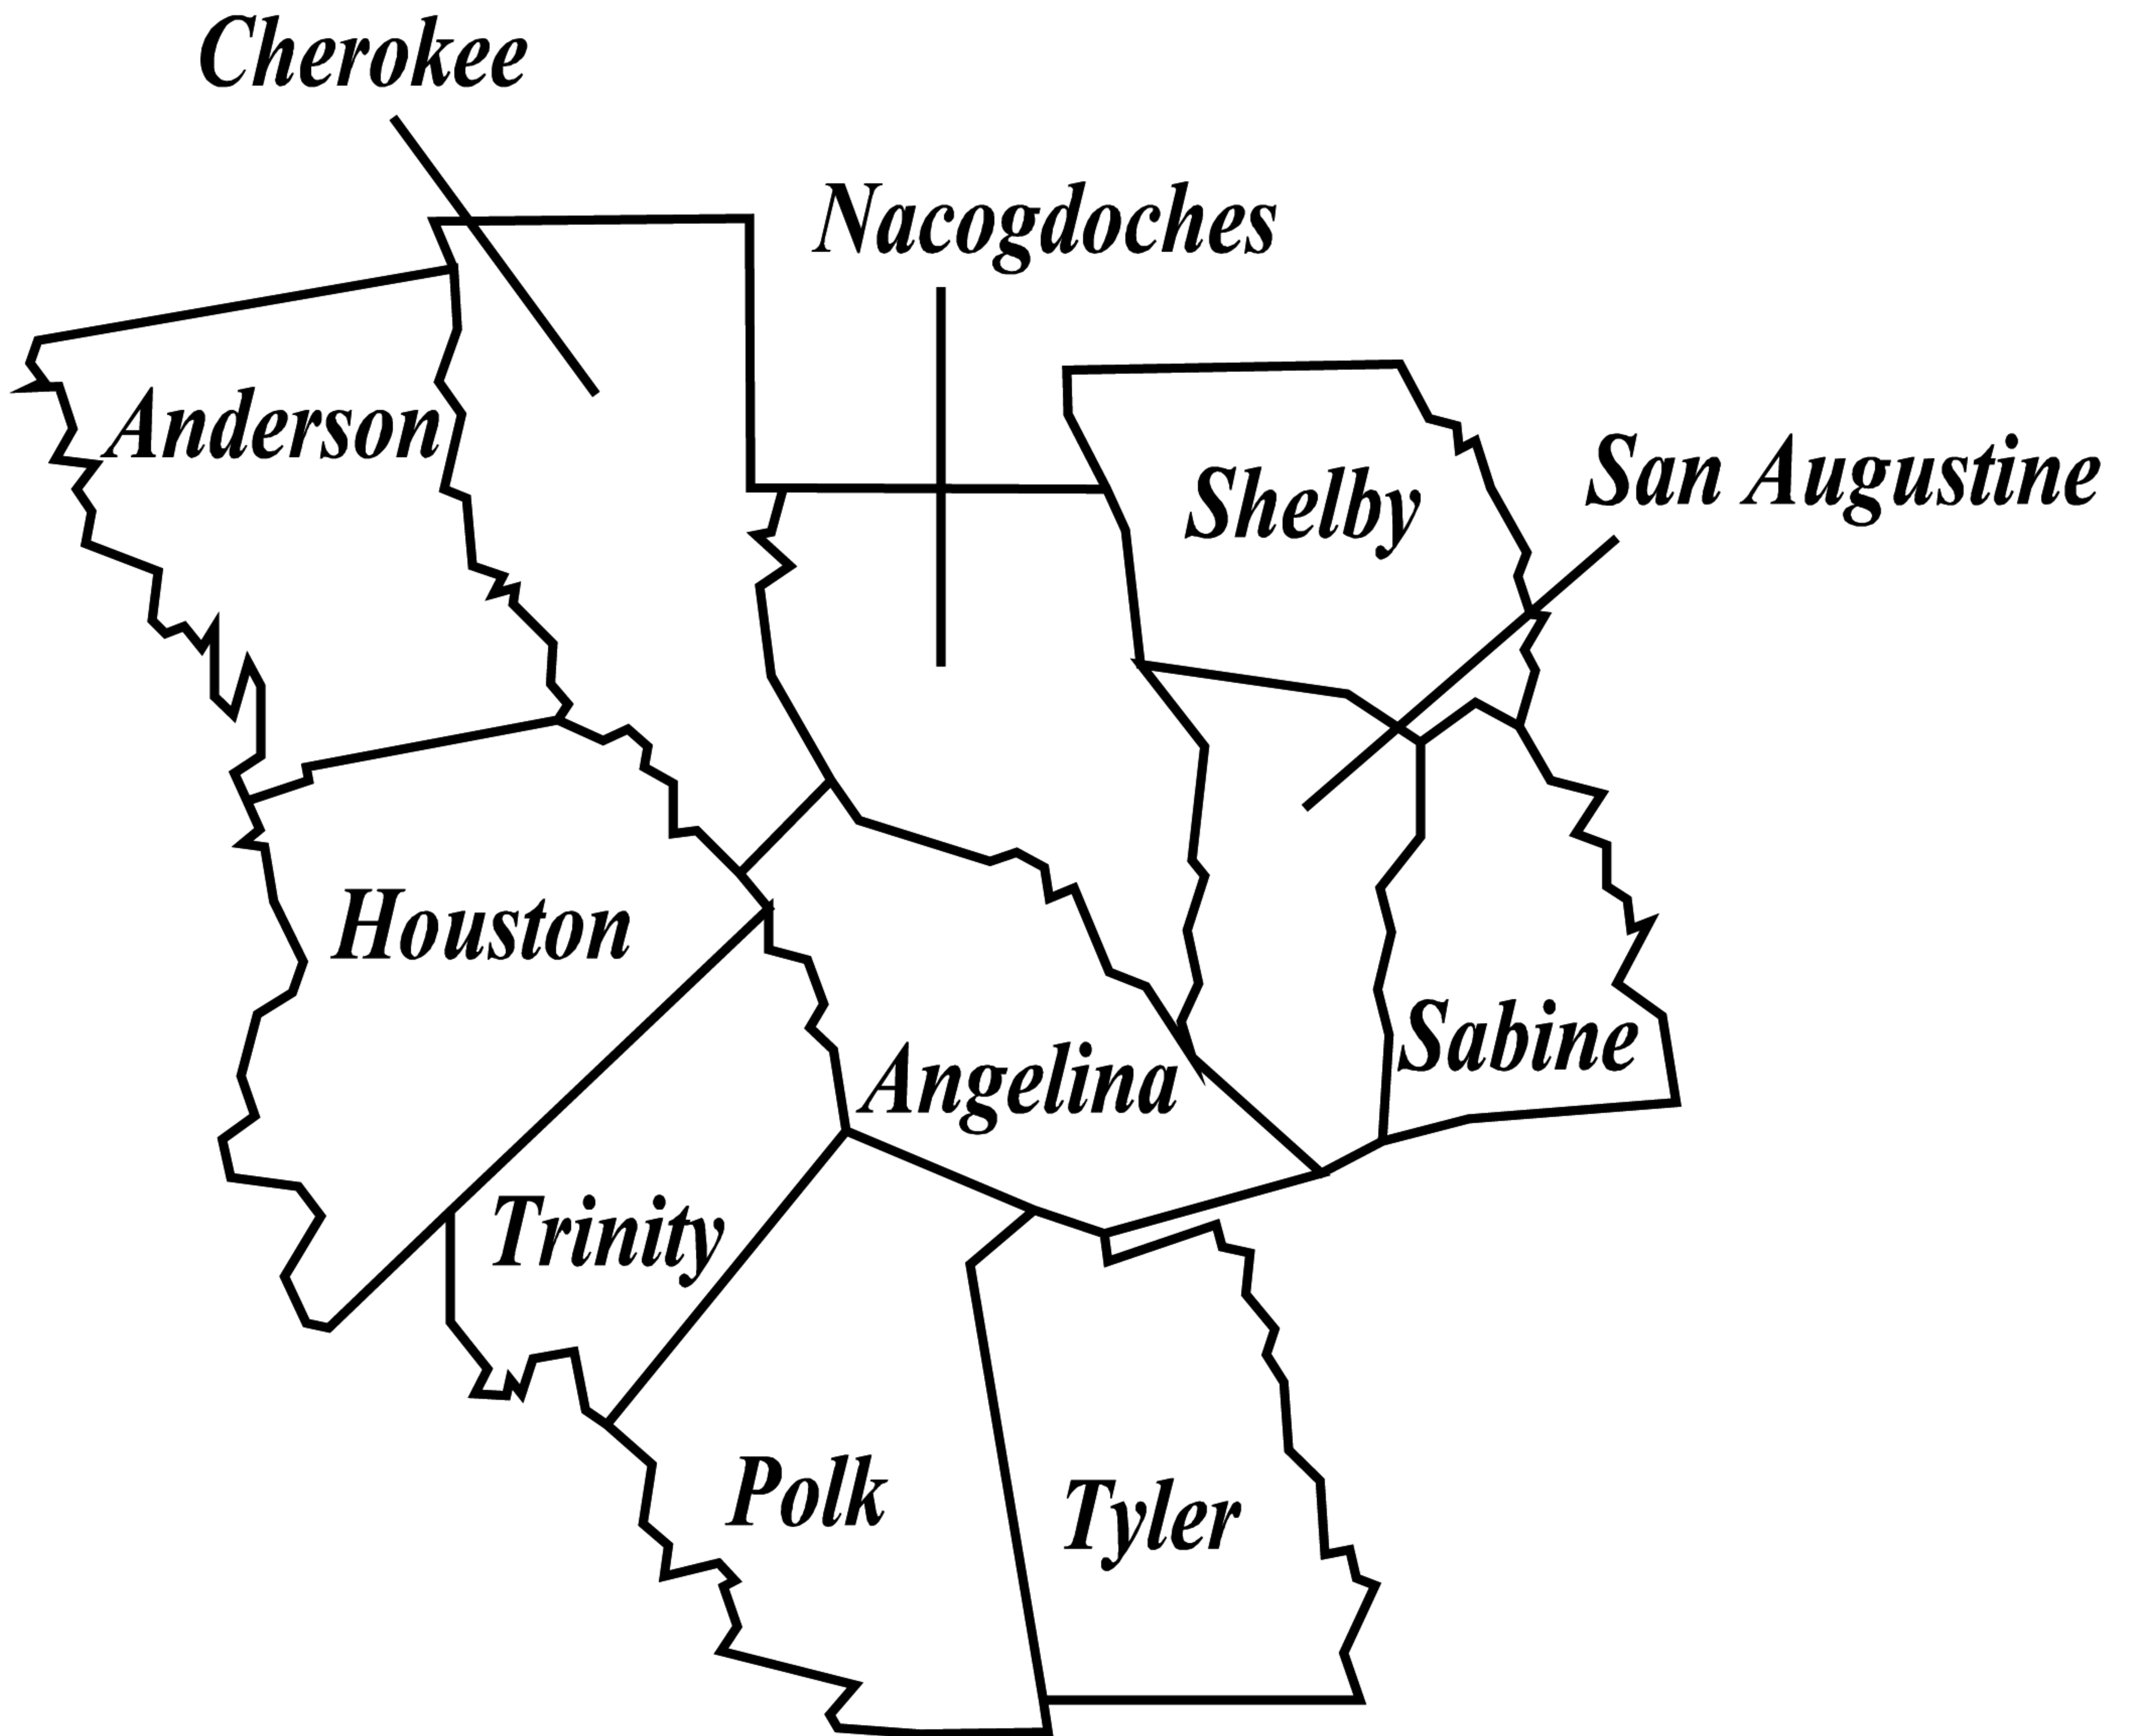 Cherokee
Nacogdoches
Anderson
Shelby
San Augustine
Houston
Sabine
Angelina
Trinity
Polk
Tyler